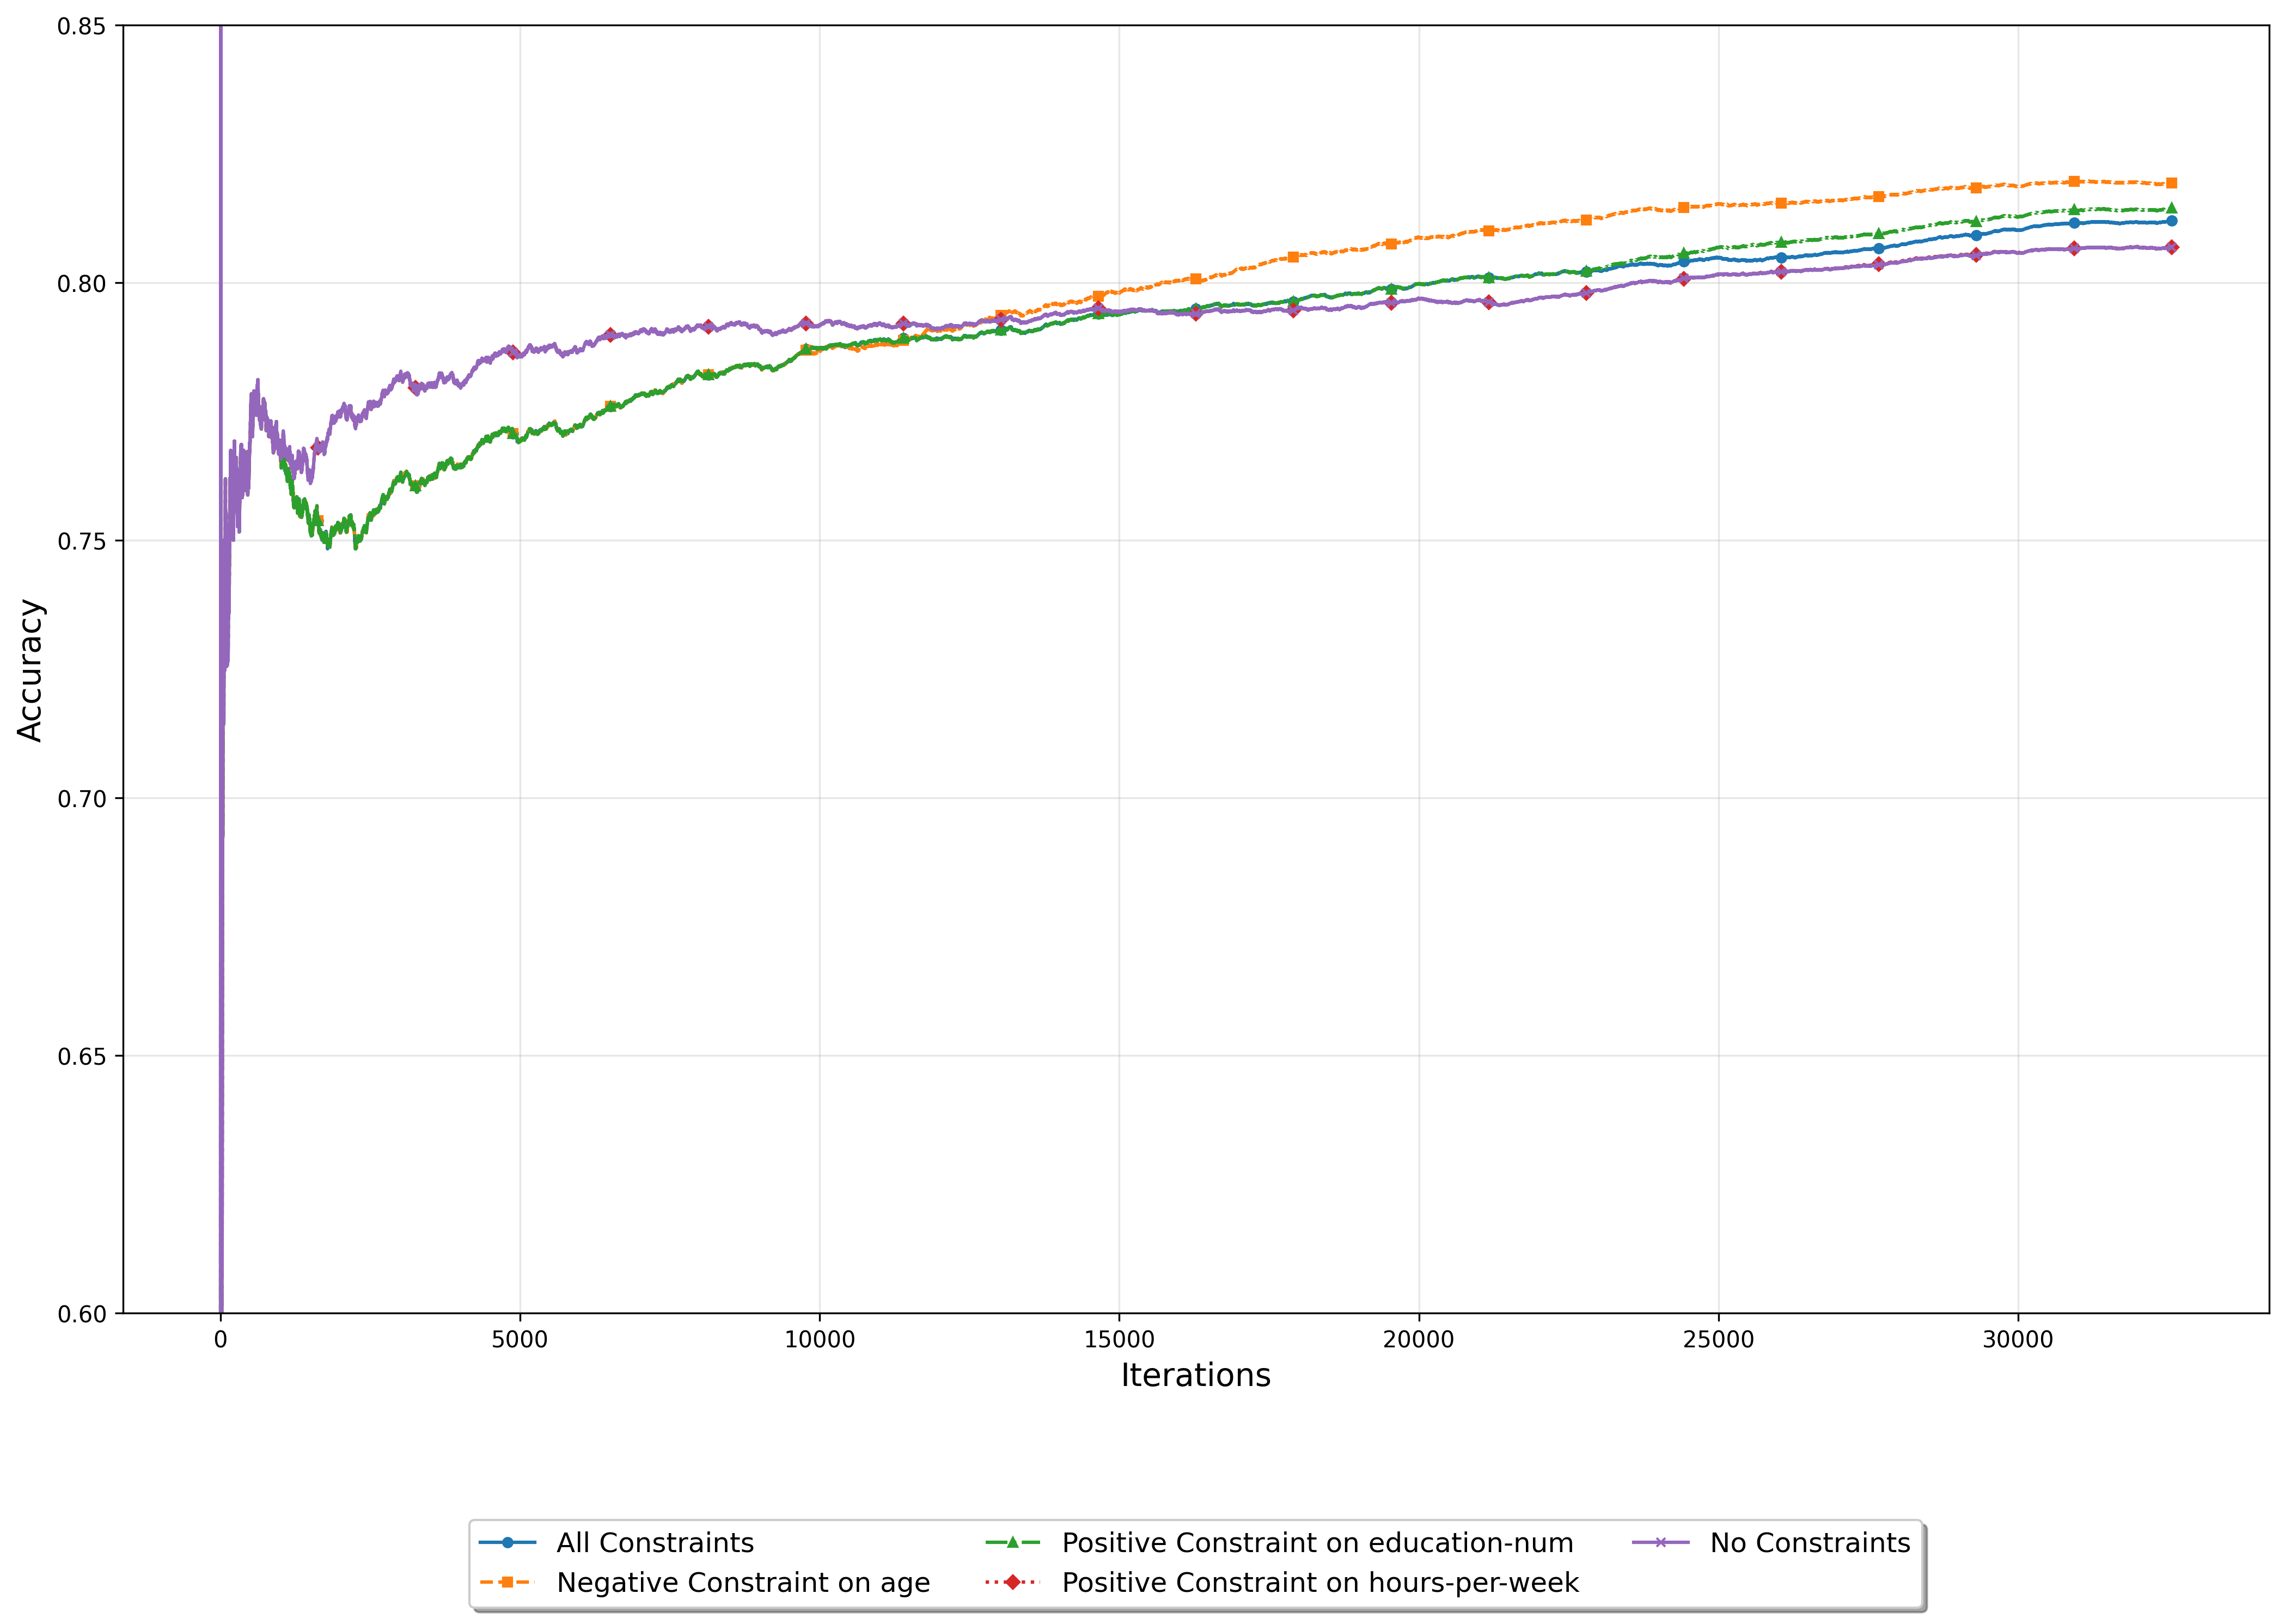 0.85
0.80
0.75
0.70
0.65
0.60
Accuracy
0 5000 10000 15000 20000 25000 30000
Iterations
All Constraints Positive Constraint on education-num No Constraints
Negative Constraint on age Positive Constraint on hours-per-week